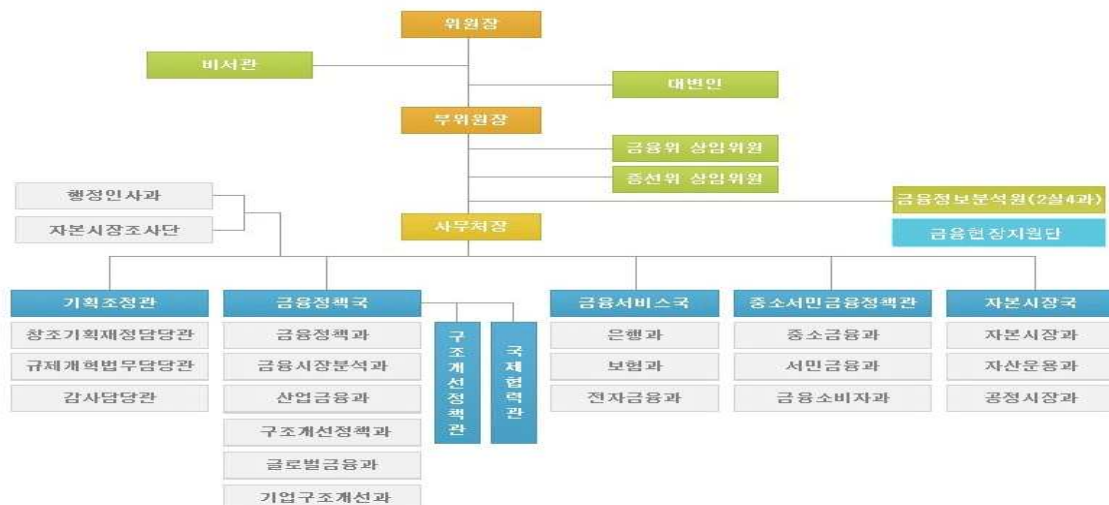 위원장
비서관
대변인
부위원장
금융위 상임위원
증선위 상임위원
행정인사과
금융정보분석원(2실4과)
자본시장조사단
사무처장
금융현장지원단
기획조정관
금융정책국
금융서비스국
중소서민금융정책관
자본시장국
창조기획재정담당관
규제개혁법무담당관
감사담당관
금융정책과
금융시장분석과
산업금융과
구조개선정책과
글로벌금융과
기업구조개선과
구조개선정책관
국제협력관
은행과
보험과
전자금융과
중소금융과
서민금융과
금융소비자과
자본시장과
자산운용과
공정시장과